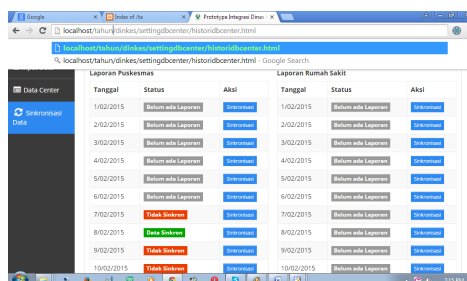 Google
Index of /ta
Prototype Integrasi Dinas
localhost/tahun/dinkes/settingdbcenter/historidbcenter.html
localhost/tahun/dinkes/settingdbcenter/historidbcenter.html
localhost/tahun/dinkes/settingdbcenter/historidbcenter.html - Google Search
Laporan Puskesmas Laporan Rumah Sakit
Data Center
Sinkronisasi
Data
Tanggal Status Aksi Tanggal Status Aksi
1/02/2015 Belum ada Laporan Sinkronisasi 1/02/2015 Belum ada Laporan Sinkronisasi
2/02/2015 Belum ada Laporan Sinkronisasi 2/02/2015 Belum ada Laporan Sinkronisasi
3/02/2015 Belum ada Laporan Sinkronisasi 3/02/2015 Belum ada Laporan Sinkronisasi
4/02/2015 Belum ada Laporan Sinkronisasi 4/02/2015 Belum ada Laporan Sinkronisasi
5/02/2015 Belum ada Laporan Sinkronisasi 5/02/2015 Belum ada Laporan Sinkronisasi
6/02/2015 Belum ada Laporan Sinkronisasi 6/02/2015 Belum ada Laporan Sinkronisasi
7/02/2015 Tidak Sinkron Sinkronisasi 7/02/2015 Belum ada Laporan Sinkronisasi
8/02/2015 Data Sinkron Sinkronisasi 8/02/2015 Belum ada Laporan Sinkronisasi
9/02/2015 Tidak Sinkron Sinkronisasi 9/02/2015 Belum ada Laporan Sinkronisasi
10/02/2015 Tidak Sinkron Sinkronisasi 10/02/2015 Belum ada Laporan Sinkronisasi